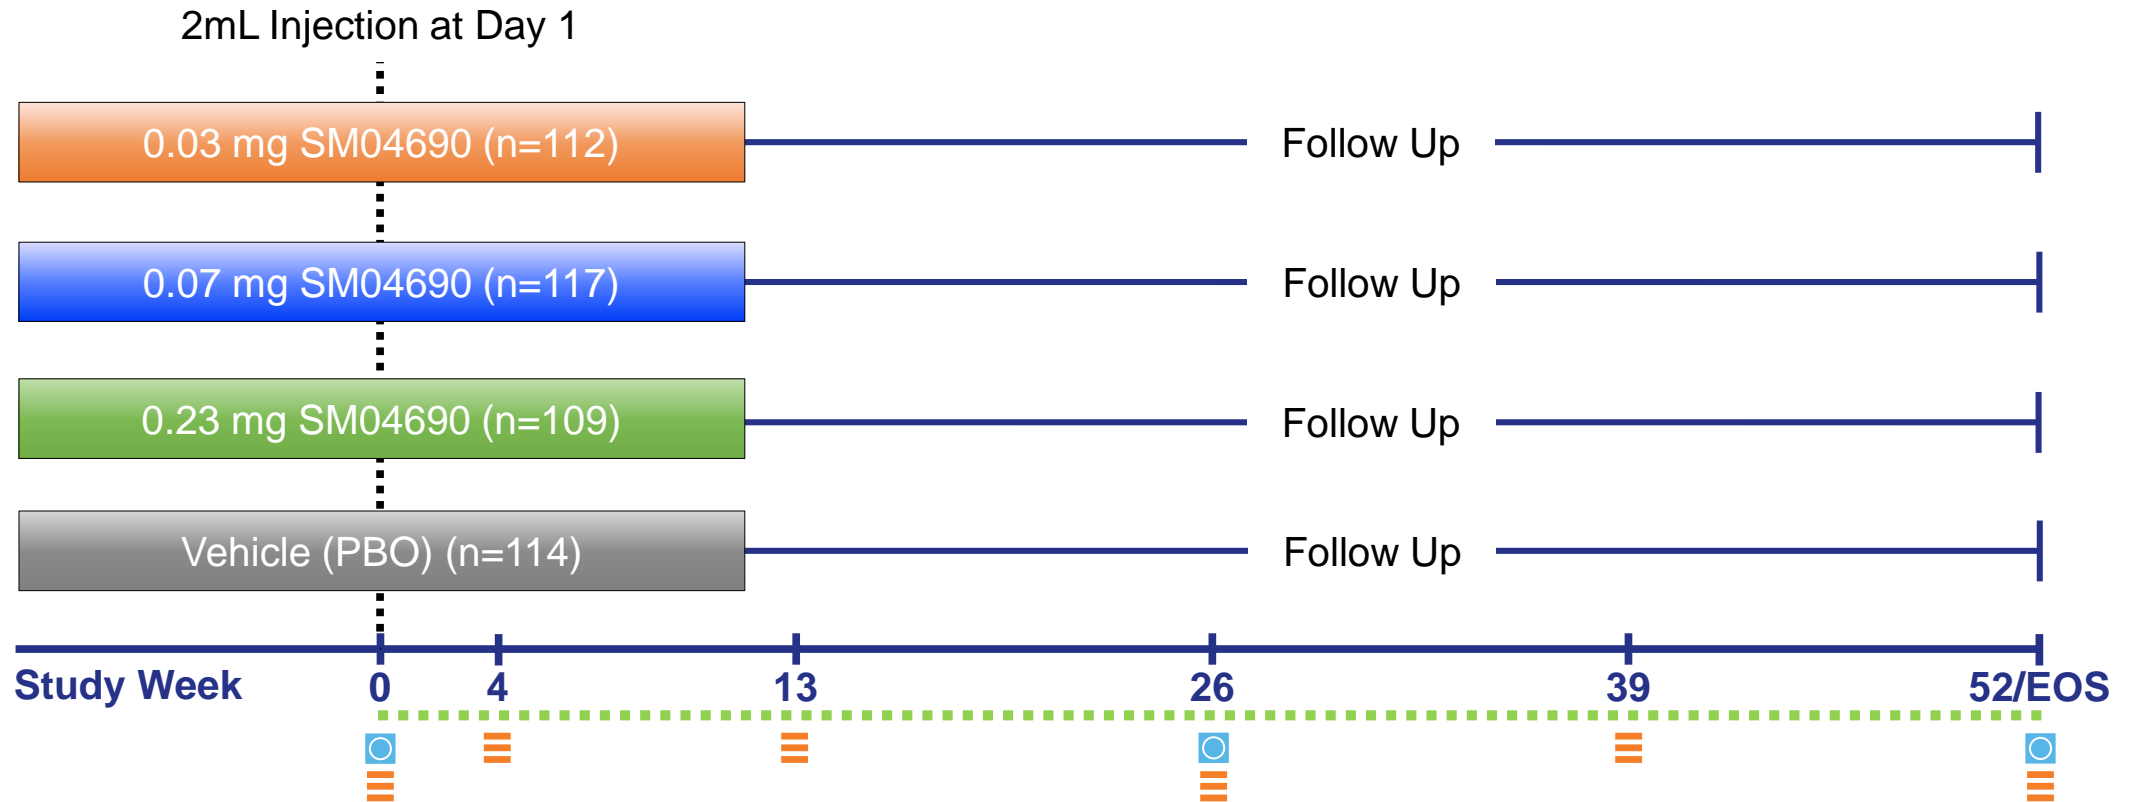 2mL Injection at Day 1
0.03 mg SM04690 (n=112)
Follow Up
0.07 mg SM04690 (n=117)
Follow Up
0.23 mg SM04690 (n=109)
Follow Up
Vehicle (PBO) (n=114)
Follow Up
Study Week 0 4 13 26 39 52/EOS